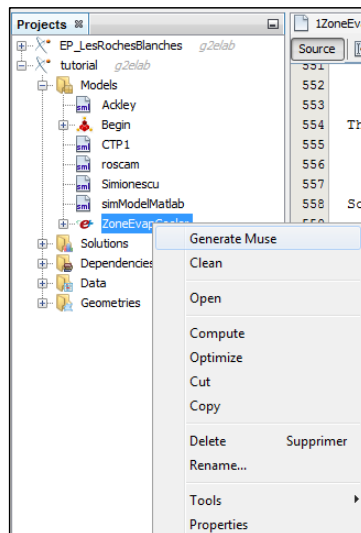 Projects
1ZoneEva
EP_LesRochesBlanches g2elab
Source
tutorial g2elab
551
Models
552
Ackley
553
Begin
554 Th
CTP1
555
roscam
556
Simionescu
557
simModelMatlab
558 Sc
ZoneEvapCooler
559
Generate Muse
Solutions
Clean
Dependencies
Data
Open
Geometries
Compute
Optimize
Cut
Copy
Delete Supprimer
Rename...
Tools
Properties